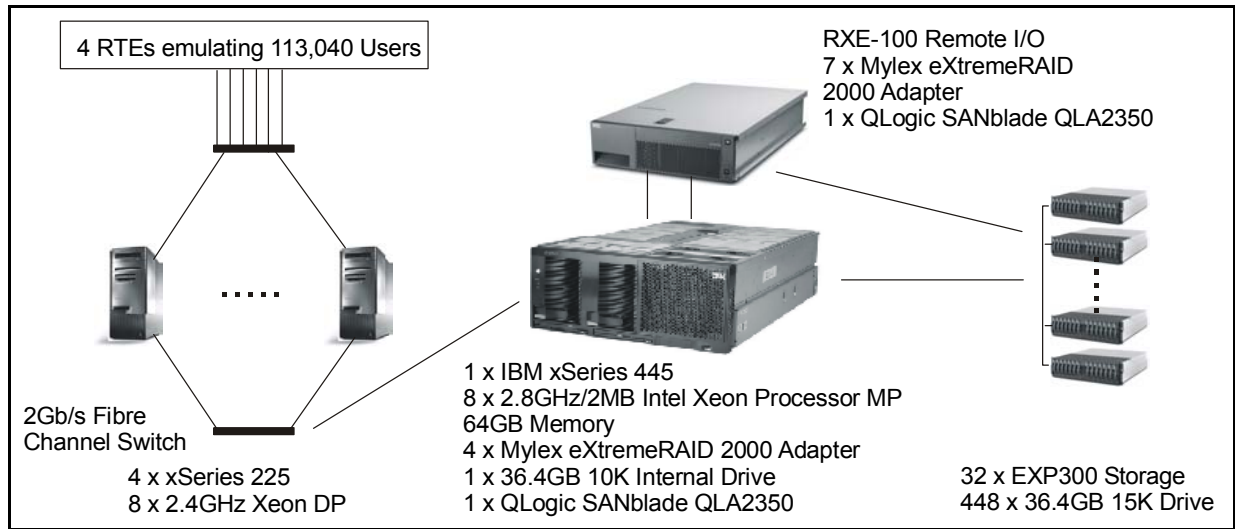 4 RTEs emulating 113,040 Users
RXE-100 Remote I/O
7 x Mylex eXtremeRAID
2000 Adapter
1 x QLogic SANblade QLA2350
2Gb/s Fibre
Channel Switch
4 x xSeries 225
8 x 2.4GHz Xeon DP
1 x IBM xSeries 445
8 x 2.8GHz/2MB Intel Xeon Processor MP
64GB Memory
4 x Mylex eXtremeRAID 2000 Adapter
1 x 36.4GB 10K Internal Drive
1 x QLogic SANblade QLA2350
32 x EXP300 Storage
448 x 36.4GB 15K Drive